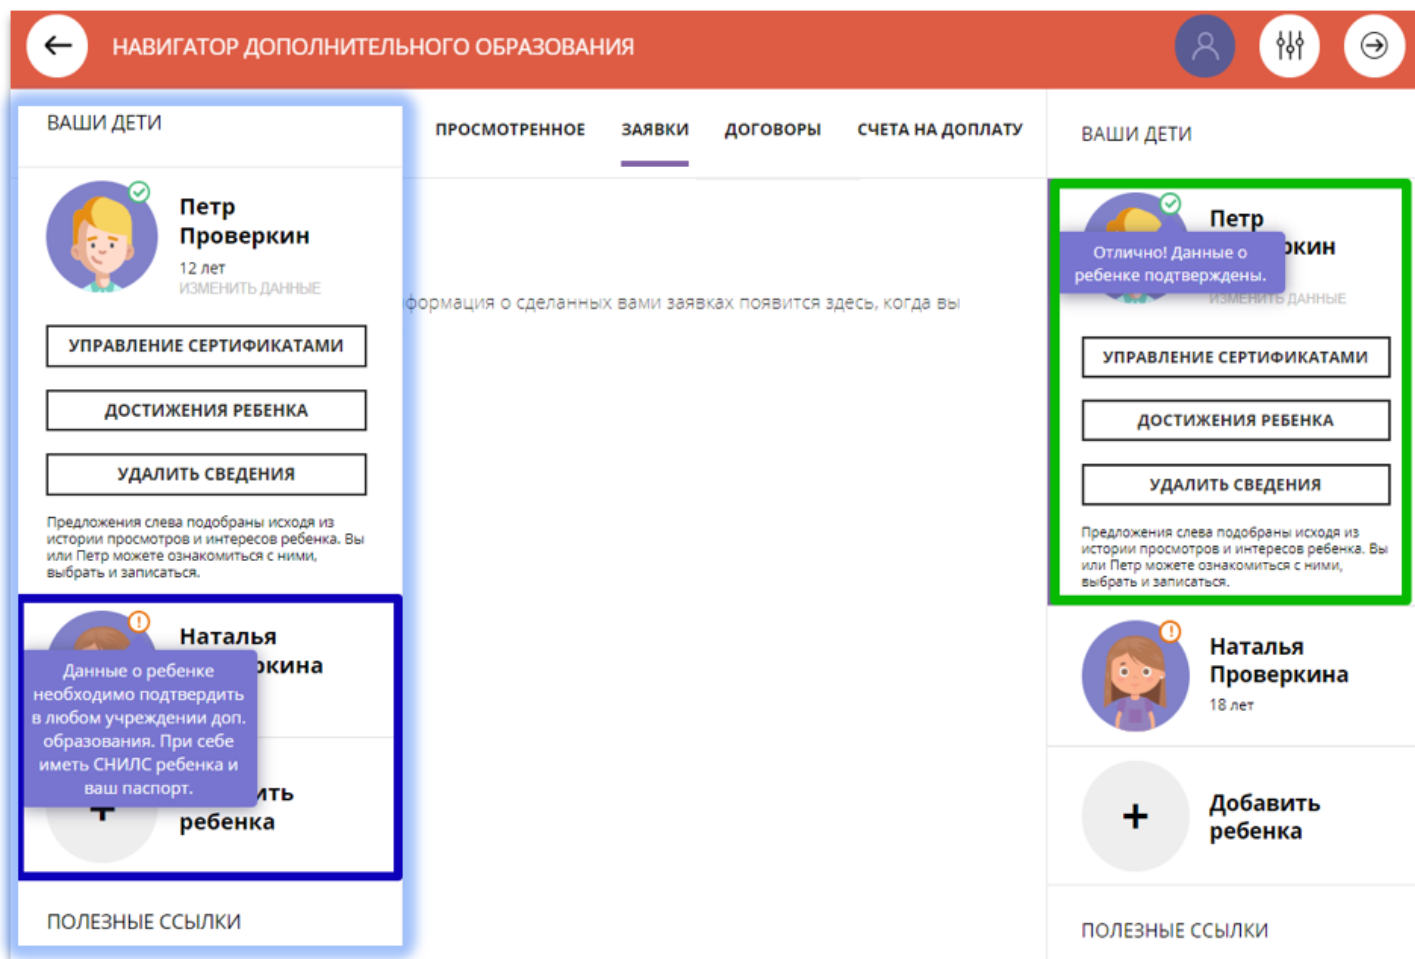 НАВИГАТОР ДОПОЛНИТЕЛЬНОГО ОБРАЗОВАНИЯ
ВАШИ ДЕТИ
Петр
Проверкин
12 лет
ИЗМЕНИТЬ ДАННЫЕ
УПРАВЛЕНИЕ СЕРТИФИКАТАМИ
ДОСТИЖЕНИЯ РЕБЕНКА
УДАЛИТЬ СВЕДЕНИЯ
Предложения слева подобраны исходя из
истории просмотров и интересов ребенка. Вы
или Петр можете ознакомиться с ними,
выбрать и записаться.
Наталья
ркина
Данные о ребенке
необходимо подтвердить
в любом учреждении доп.
образования. При себе
иметь СНИЛС ребенка и
ваш паспорт.
ить
ребенка
ПОЛЕЗНЫЕ ССЫЛКИ
ПРОСМОТРЕННОЕ ЗАЯВКИ ДОГОВОРЫ СЧЕТА НА ДОПЛАТУ
формация о сделанных вами заявках появится здесь, когда вы
ВАШИ ДЕТИ
Петр
ркин
Отлично! Данные о
ребенке подтверждены.
ИЗМЕНИТЬ ДАННЫЕ
УПРАВЛЕНИЕ СЕРТИФИКАТАМИ
ДОСТИЖЕНИЯ РЕБЕНКА
УДАЛИТЬ СВЕДЕНИЯ
Предложения слева подобраны исходя из
истории просмотров и интересов ребенка. Вы
или Петр можете ознакомиться с ними,
выбрать и записаться.
Наталья
Проверкина
18 лет
Добавить
ребенка
ПОЛЕЗНЫЕ ССЫЛКИ